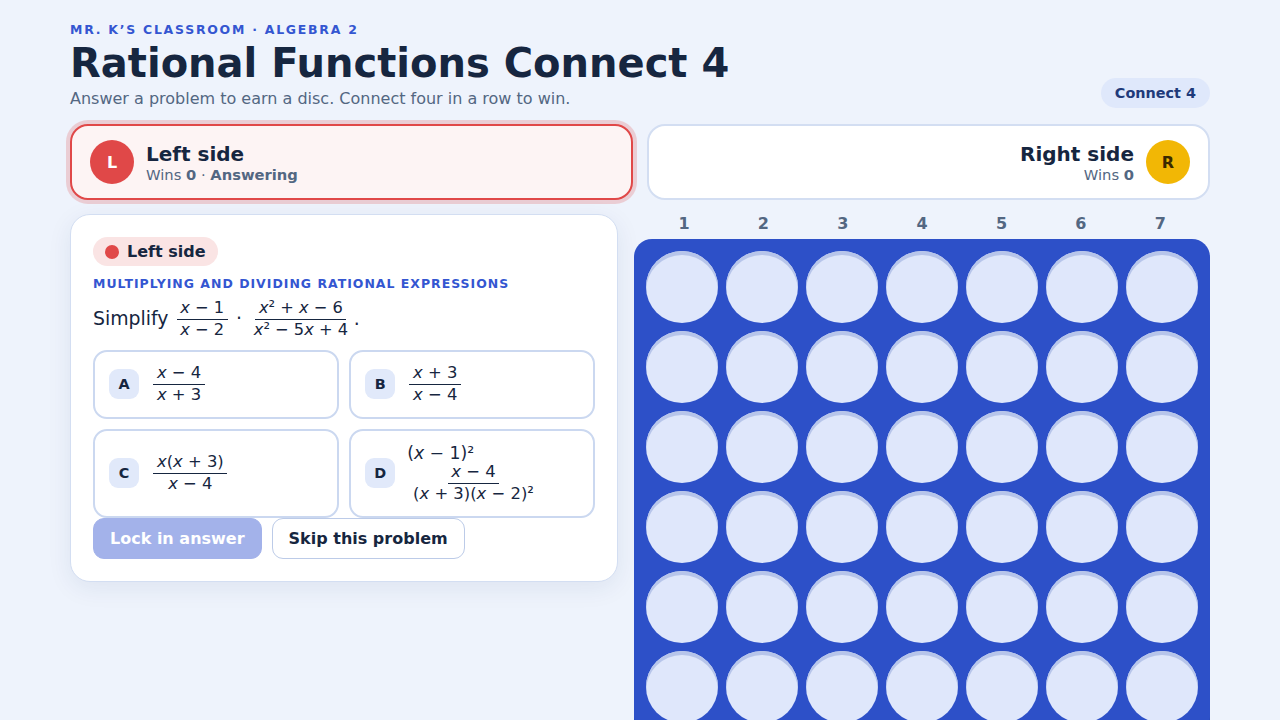 MR. K’S CLASSROOM · ALGEBRA 2
Rational Functions Connect 4
Answer a problem to earn a disc. Connect four in a row to win.
Connect 4
L
Left side
Wins 0 · Answering
Right side
Wins 0
R
Left side
MULTIPLYING AND DIVIDING RATIONAL EXPRESSIONS
Simplify (x − 1)/(x − 2) · (x² + x − 6)/(x² − 5x + 4).
A (x − 4)/(x + 3)
B (x + 3)/(x − 4)
C x(x + 3)/(x − 4)
D (x − 1)²
(x − 4)/((x + 3)(x − 2)²)
Lock in answer
Skip this problem
1 2 3 4 5 6 7